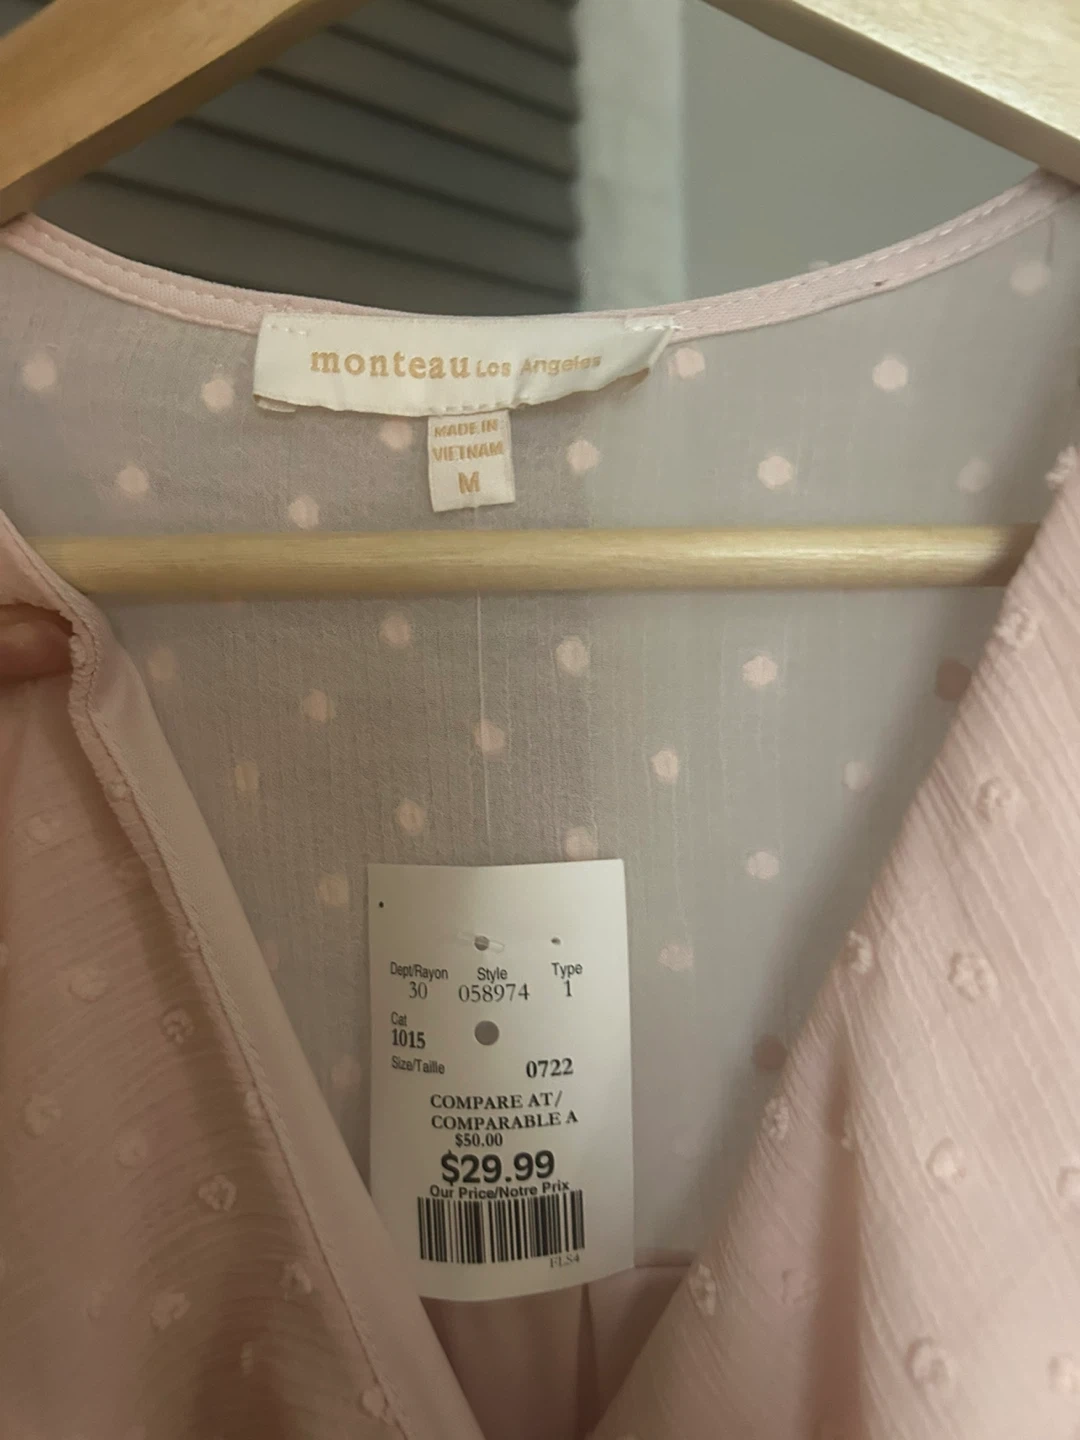 monteau Los Angeles
MADE IN
VIETNAM
M
Dept/Rayon Style Type
30 058974 1
Cat
1015
Size/Taille 0722
COMPARE AT/
COMPARABLE A
$50.00
$29.99
Our Price/Notre Prix
FLS4